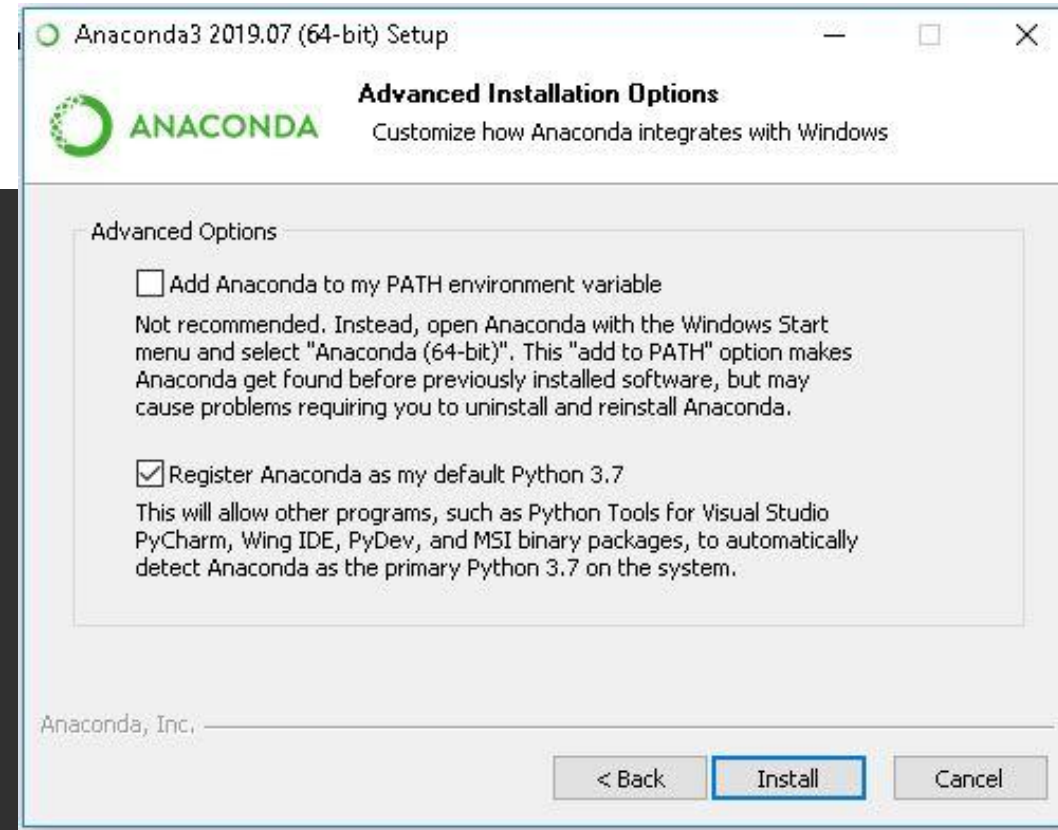 Anaconda3 2019.07 (64-bit) Setup
ANACONDA
Advanced Installation Options
Customize how Anaconda integrates with Windows
Advanced Options
Add Anaconda to my PATH environment variable
Not recommended. Instead, open Anaconda with the Windows Start
menu and select "Anaconda (64-bit)". This "add to PATH" option makes
Anaconda get found before previously installed software, but may
cause problems requiring you to uninstall and reinstall Anaconda.
Register Anaconda as my default Python 3.7
This will allow other programs, such as Python Tools for Visual Studio
PyCharm, Wing IDE, PyDev, and MSI binary packages, to automatically
detect Anaconda as the primary Python 3.7 on the system.
Anaconda, Inc.
< Back
Install
Cancel